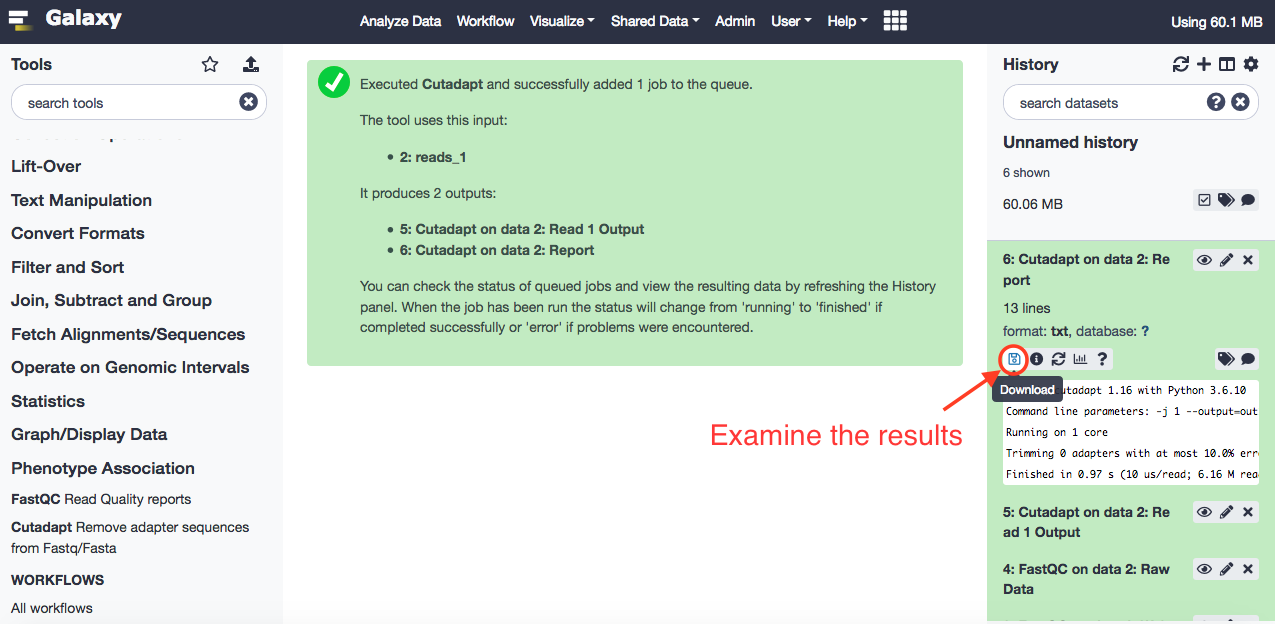 Galaxy
Analyze Data Workflow Visualize Shared Data Admin User Help
Using 60.1 MB
Tools
search tools
Lift-Over
Text Manipulation
Convert Formats
Filter and Sort
Join, Subtract and Group
Fetch Alignments/Sequences
Operate on Genomic Intervals
Statistics
Graph/Display Data
Phenotype Association
FastQC Read Quality reports
Cutadapt Remove adapter sequences
from Fastq/Fasta
WORKFLOWS
All workflows
Executed Cutadapt and successfully added 1 job to the queue.
The tool uses this input:
• 2: reads_1
It produces 2 outputs:
• 5: Cutadapt on data 2: Read 1 Output
• 6: Cutadapt on data 2: Report
You can check the status of queued jobs and view the resulting data by refreshing the History
panel. When the job has been run the status will change from 'running' to 'finished' if
completed successfully or 'error' if problems were encountered.
Examine the results
History
search datasets
Unnamed history
6 shown
60.06 MB
6: Cutadapt on data 2: Re
port
13 lines
format: txt, database: ?
Download
utadapt 1.16 with Python 3.6.10
Command line parameters: -j 1 --output=out
Running on 1 core
Trimming 0 adapters with at most 10.0% erro
Finished in 0.97 s (10 us/read; 6.16 M rea
5: Cutadapt on data 2: Re
ad 1 Output
4: FastQC on data 2: Raw
Data